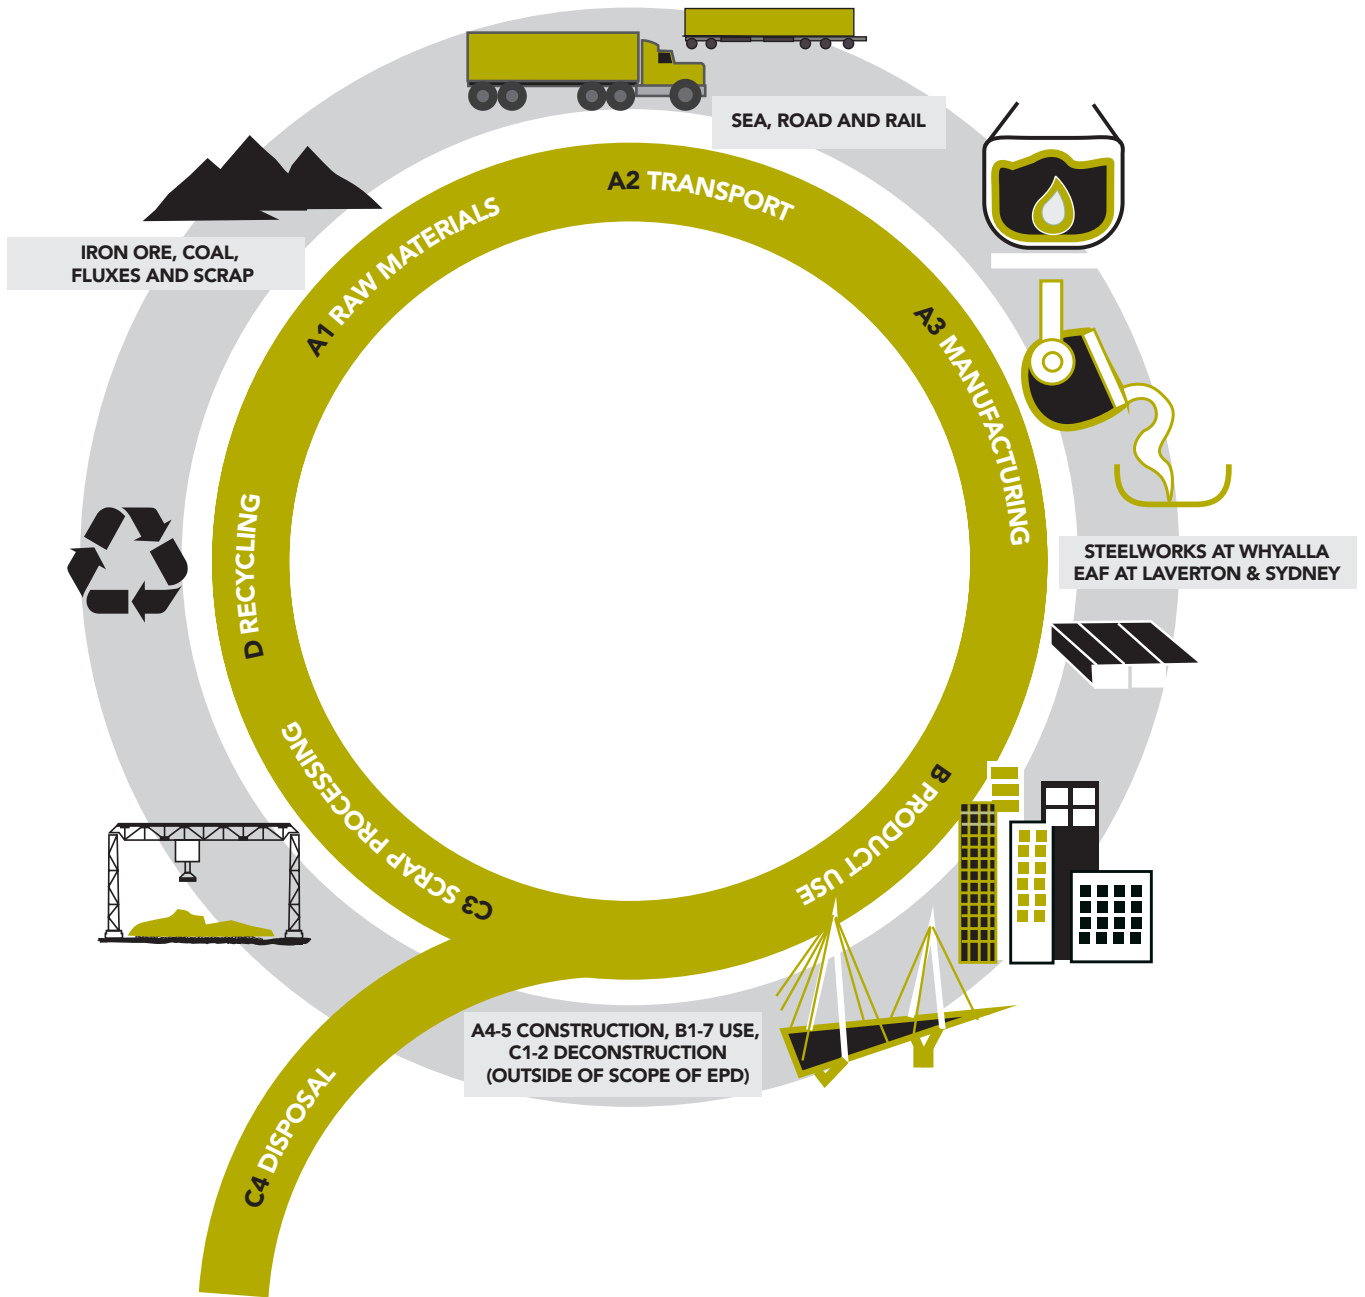 SEA, ROAD AND RAIL
A2 TRANSPORT
A1 RAW MATERIALS
IRON ORE, COAL,
FLUXES AND SCRAP
A3 MANUFACTURING
STEELWORKS AT WHYALLA
EAF AT LAVERTON & SYDNEY
D RECYCLING
B PRODUCT USE
C3 SCRAP PROCESSING
A4-5 CONSTRUCTION, B1-7 USE,
C1-2 DECONSTRUCTION
(OUTSIDE OF SCOPE OF EPD)
C4 DISPOSAL